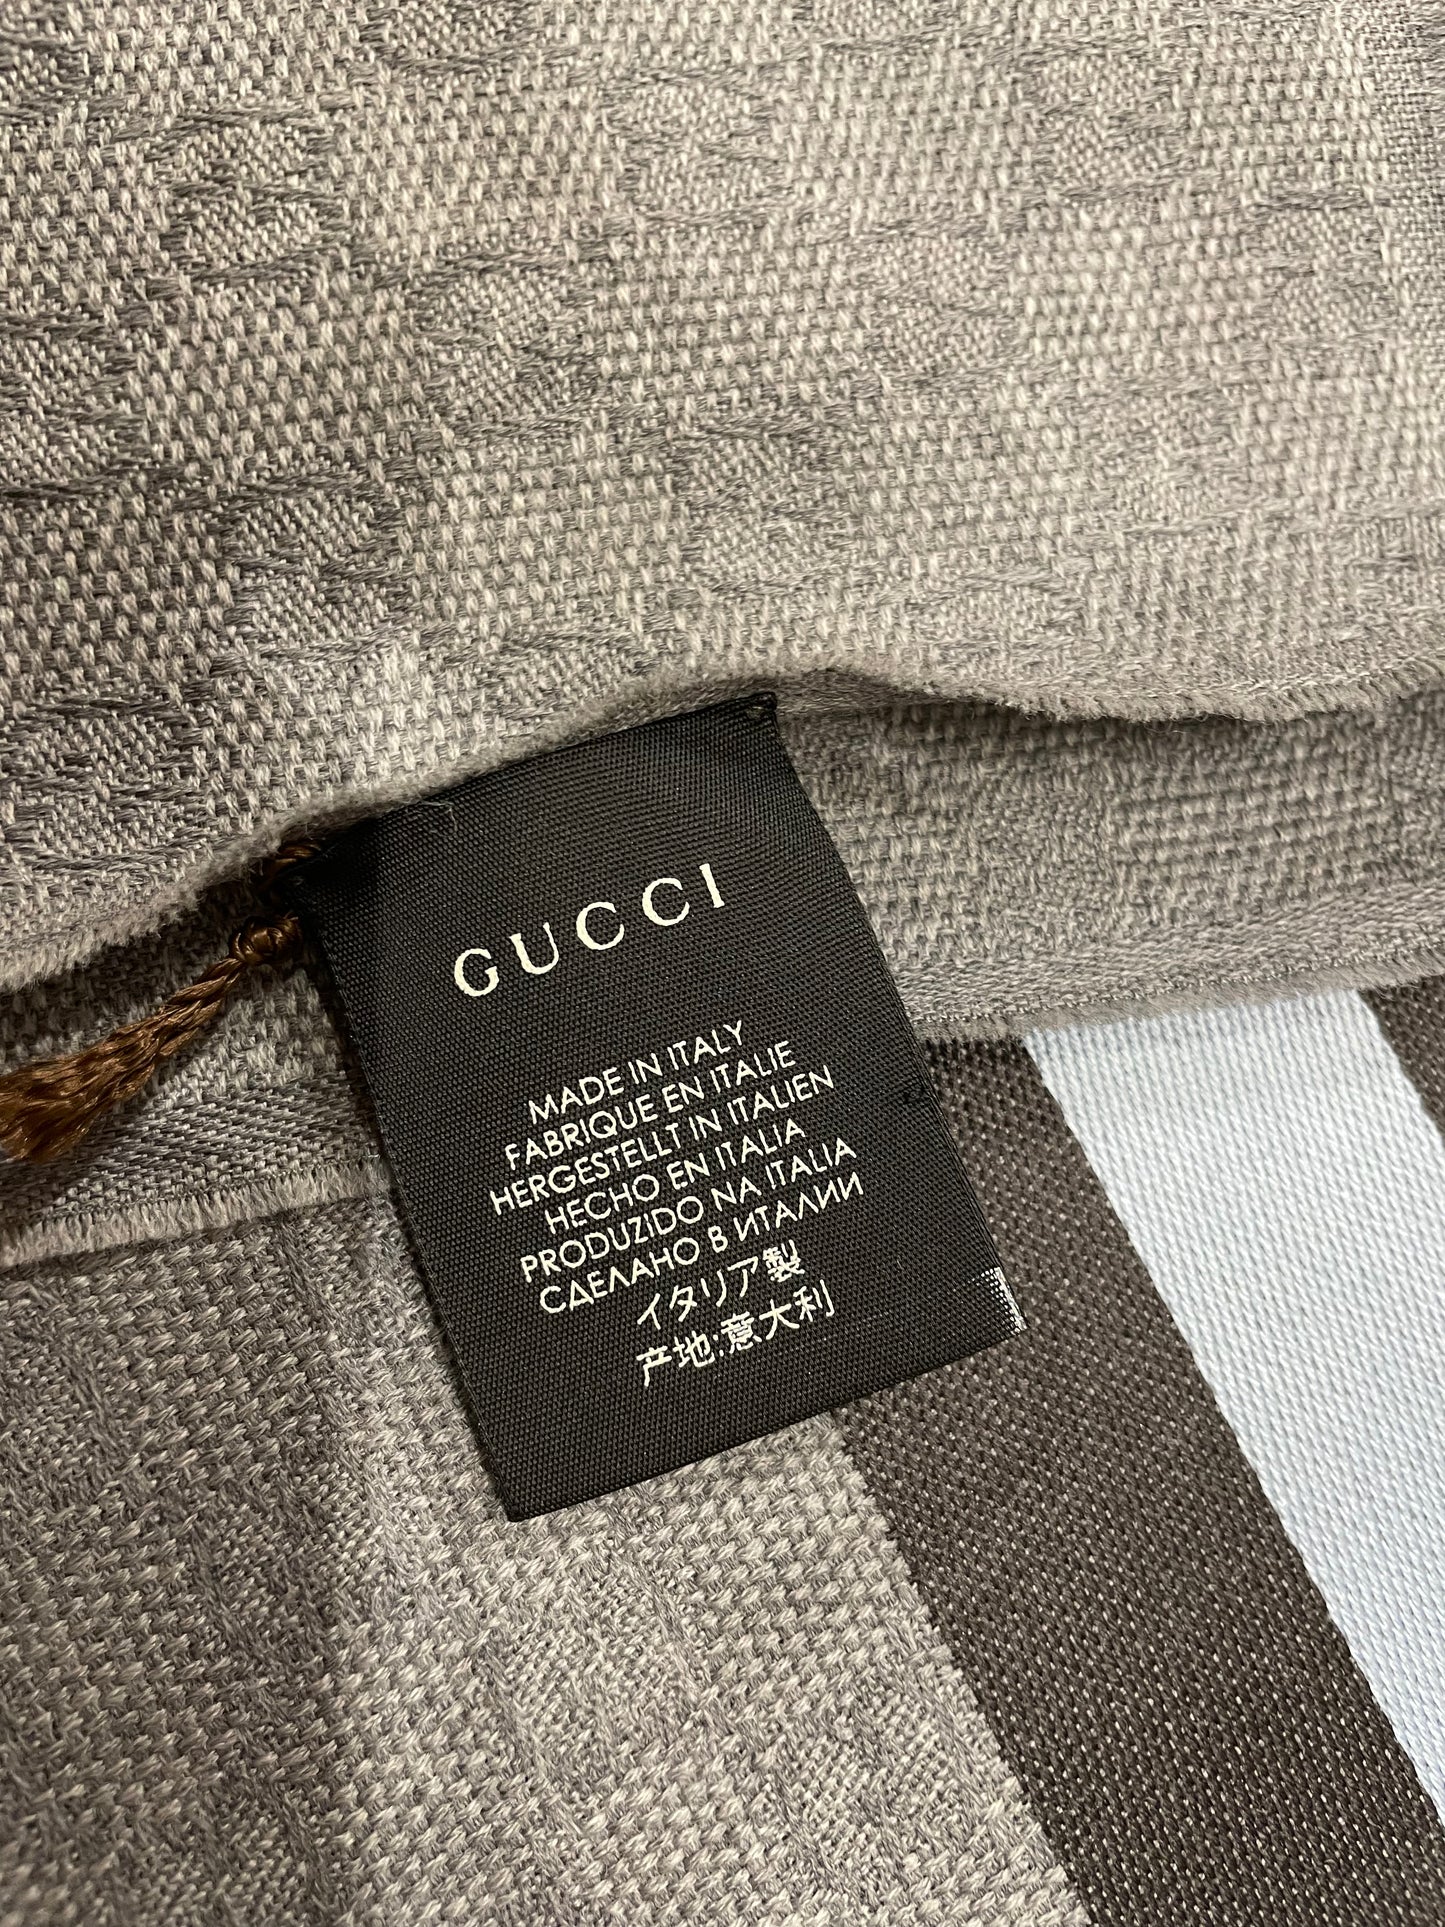 GUCCI
MADE IN ITALY
FABRIQUE EN ITALIE
HERGESTELLT IN ITALIEN
HECHO EN ITALIA
PRODUZIDO NA ITALIA
СДЕЛАНО В ИТАЛИИ
イタリア製
产地:意大利